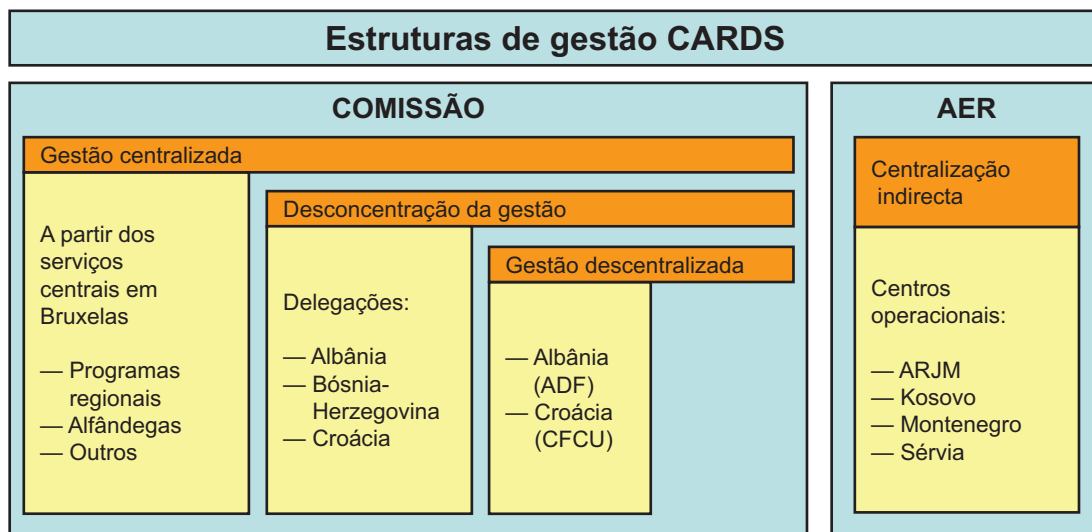 Estruturas de gestão CARDS
COMISSÃO
Gestão centralizada
A partir dos
serviços
centrais em
Bruxelas
— Programas
regionais
— Alfândegas
— Outros
Desconcentração da gestão
Delegações:
— Albânia
— Bósnia-
Herzegovina
— Croácia
Gestão descentralizada
— Albânia
(ADF)
— Croácia
(CFCU)
AER
Centralização
indirecta
Centros
operacionais:
— ARJM
— Kosovo
— Montenegro
— Sérvia